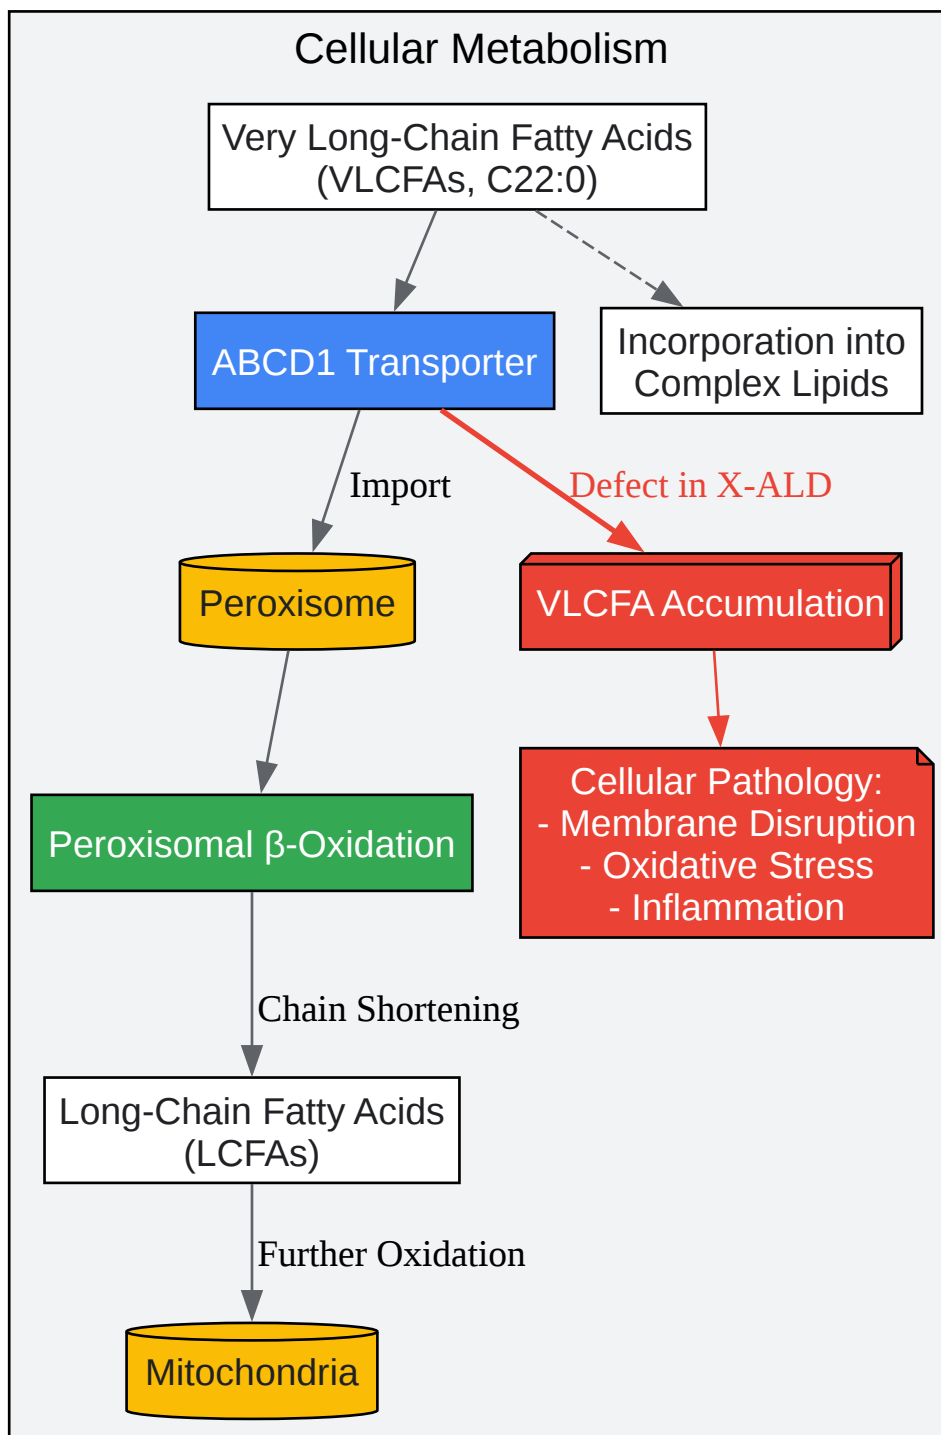 Cellular Metabolism
Very Long-Chain Fatty Acids
(VLCFAs, C22:0)
ABCD1 Transporter
Incorporation into
Complex Lipids
Import
Defect in X-ALD
Peroxisome
VLCFA Accumulation
Peroxisomal β-Oxidation
Cellular Pathology:
- Membrane Disruption
- Oxidative Stress
- Inflammation
Chain Shortening
Long-Chain Fatty Acids
(LCFAs)
Further Oxidation
Mitochondria